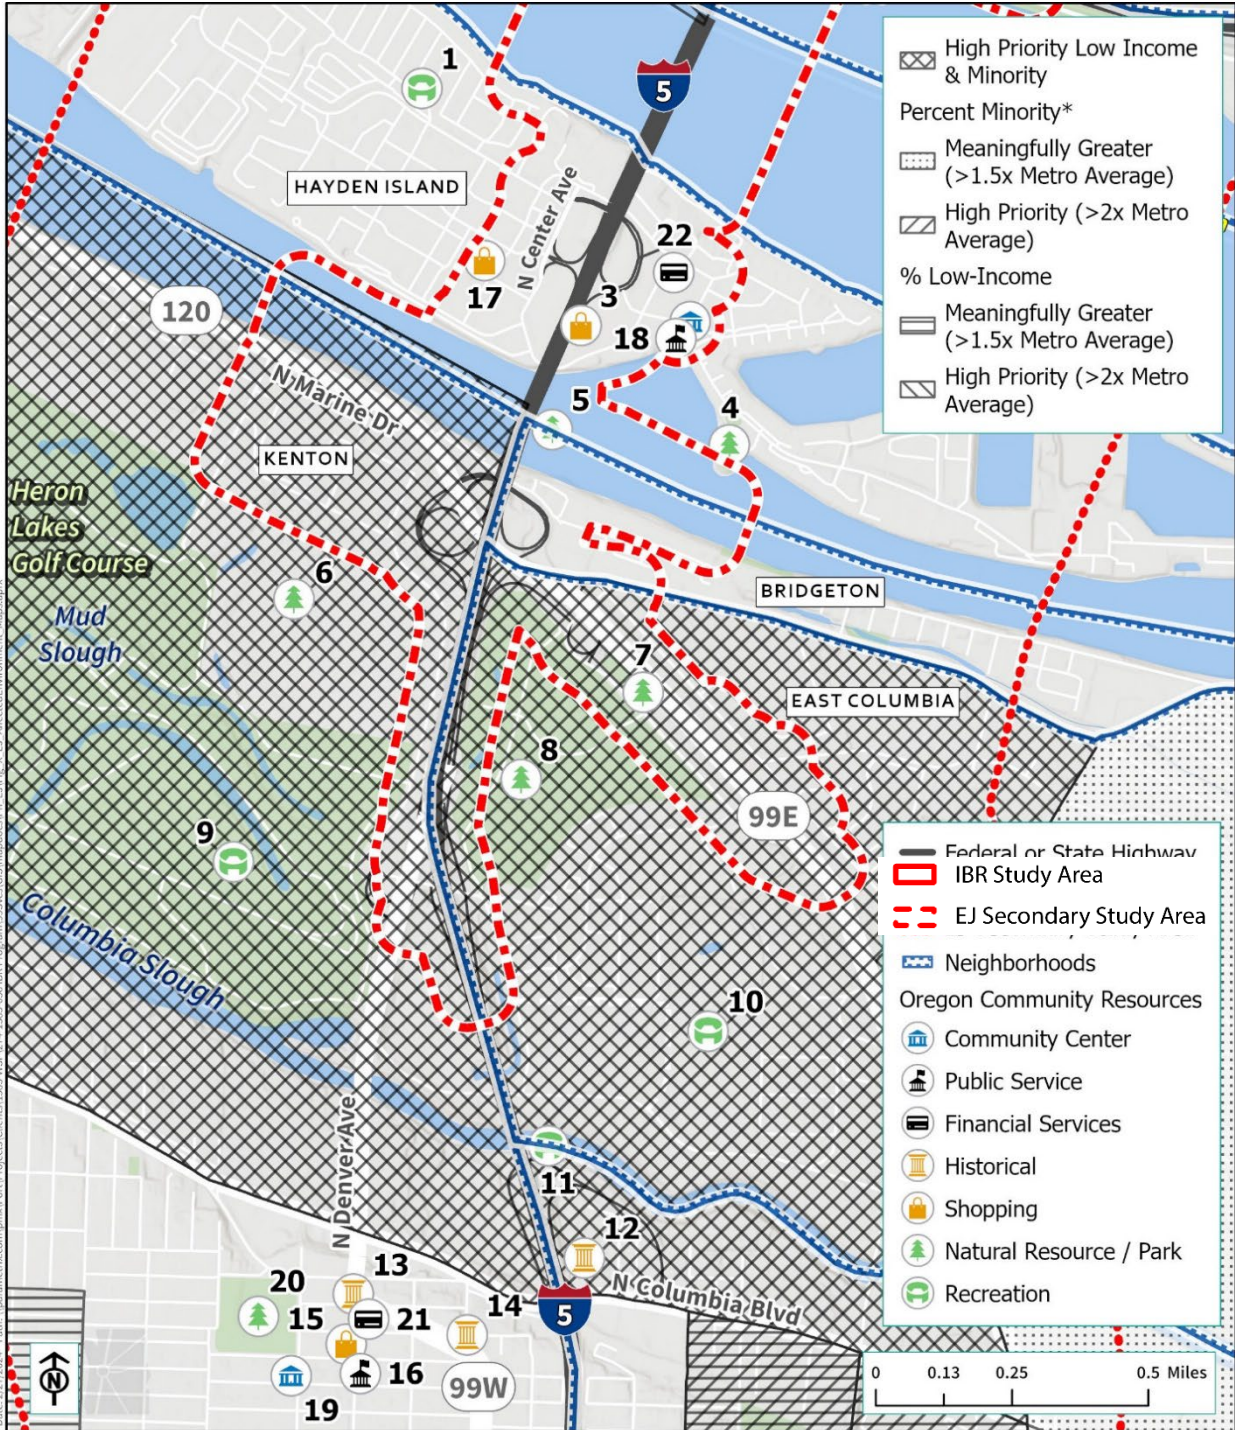 High Priority Low Income
& Minority
Percent Minority*
Meaningfully Greater
(>1.5x Metro Average)
High Priority (>2x Metro
Average)
% Low-Income
Meaningfully Greater
(>1.5x Metro Average)
High Priority (>2x Metro
Average)
1
5
HAYDEN ISLAND
N Center Ave
22
17
3
18
120
N Marine Dr
5
4
KENTON
Heron
Lakes
Golf Course
6
BRIDGETON
Mud
Slough
7
EAST COLUMBIA
8
99E
9
Columbia Slough
10
Federal or State Highway
IBR Study Area
EJ Secondary Study Area
Neighborhoods
Oregon Community Resources
Community Center
Public Service
Financial Services
Historical
Shopping
Natural Resource / Park
Recreation
N Denver Ave
11
12
13
20
15
21
14
5
N Columbia Blvd
16
19
99W
N
0 0.13 0.25 0.5 Miles